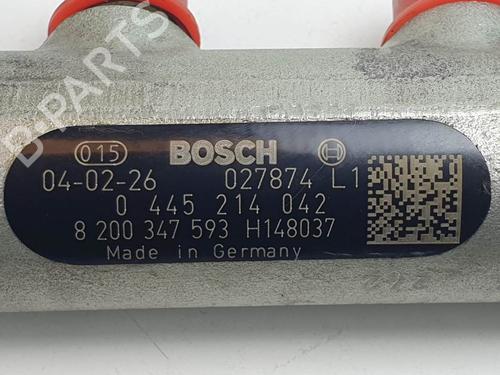 B-PARTS
015 BOSCH
04-02-26 027874 L1
0 445 214 042
8 200 347 593 H148037
Made in Germany